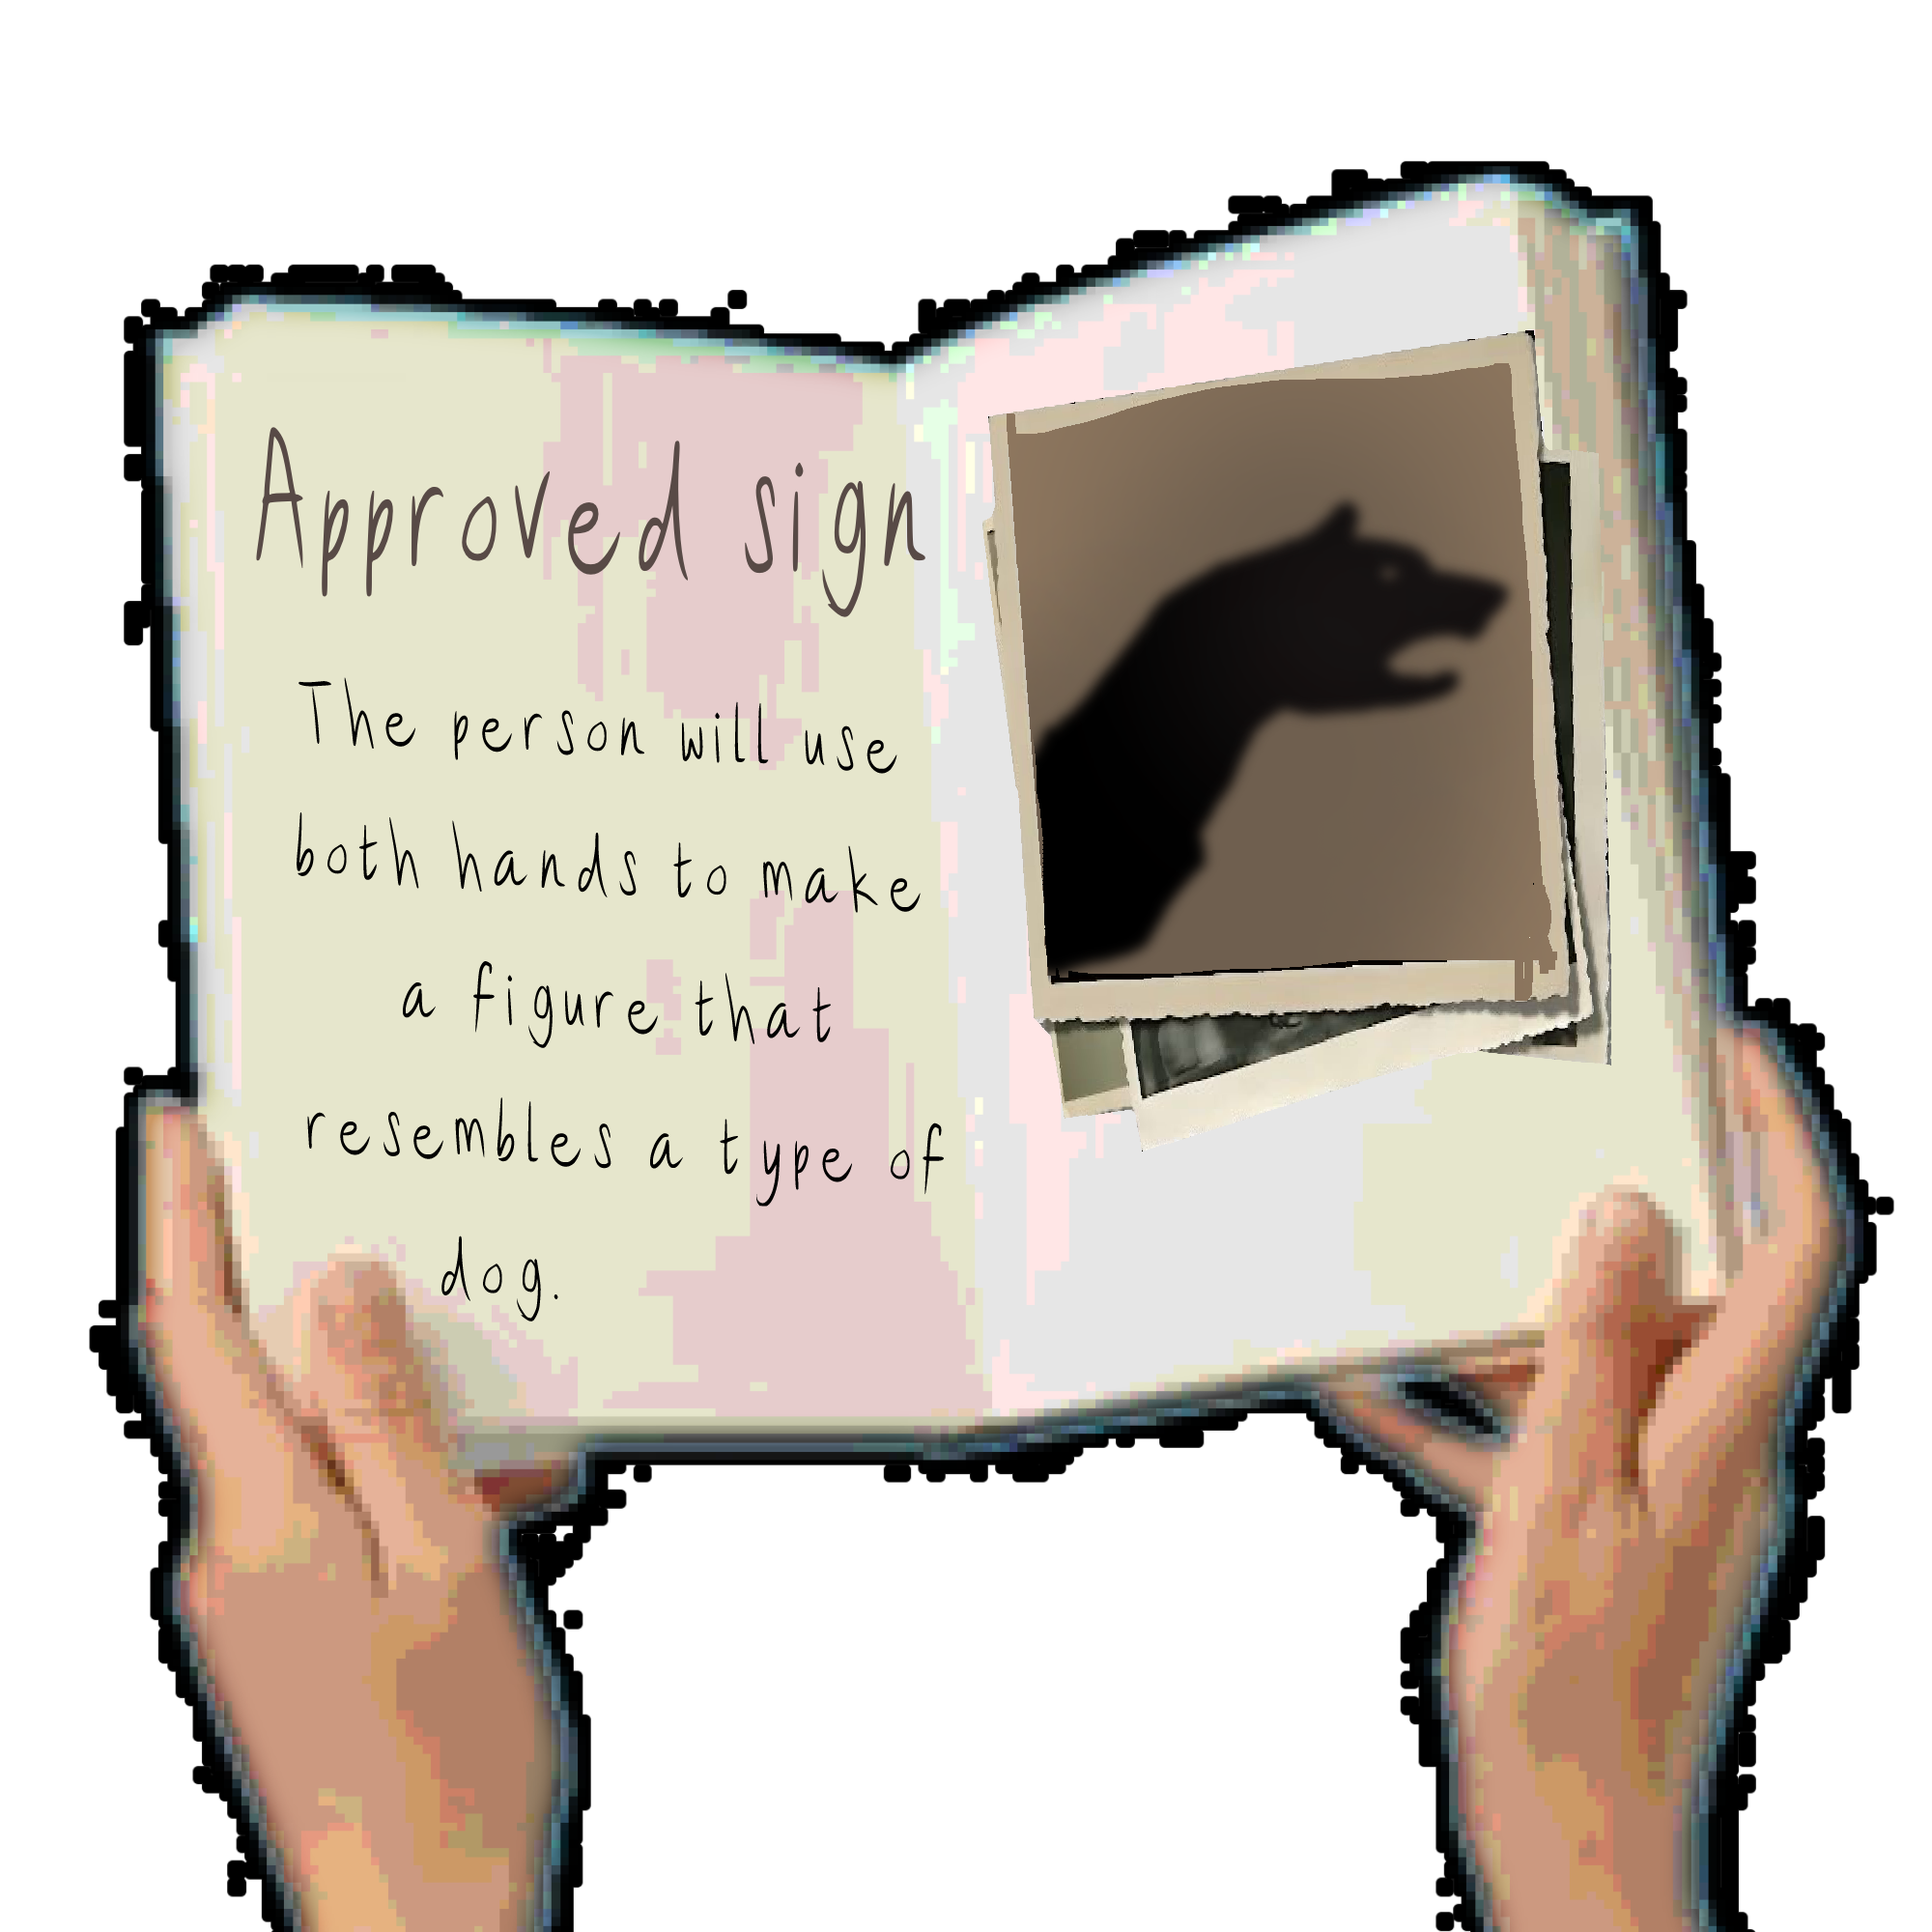 Approved sign
The person will use
both hands to make
a figure that
resembles a type of
dog.